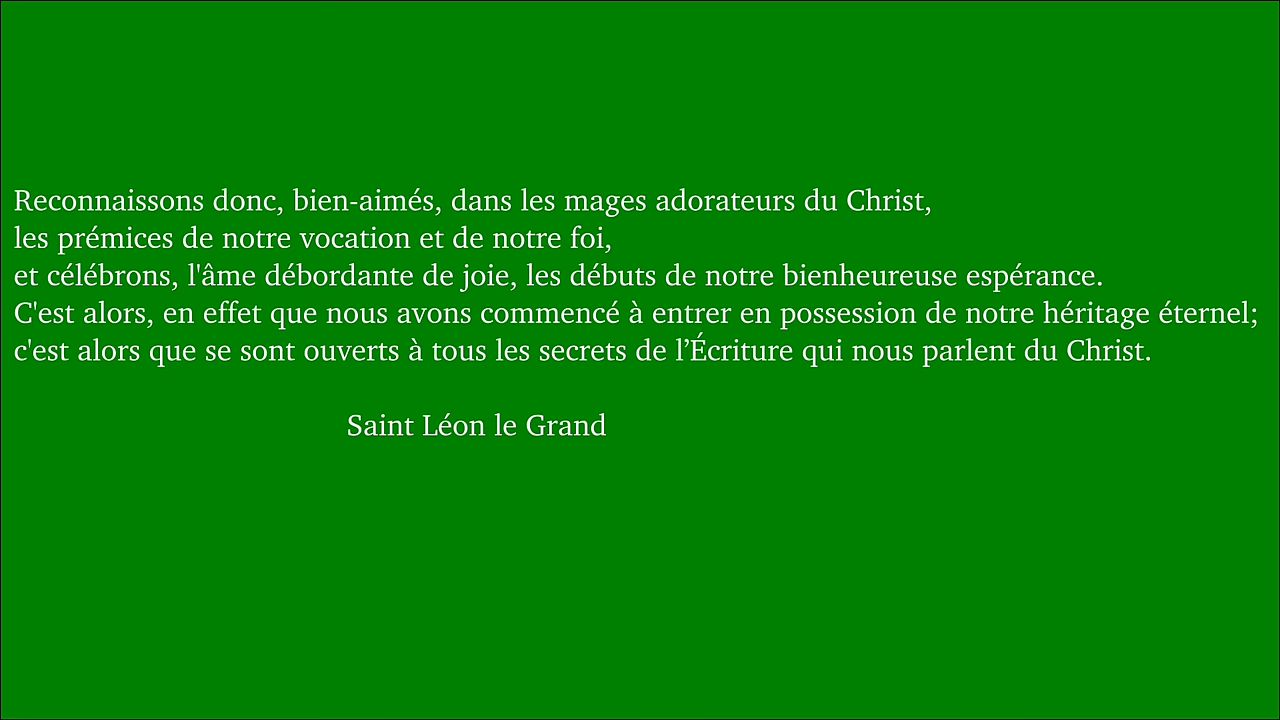 Reconnaissons donc, bien-aimés, dans les mages adorateurs du Christ,
les prémices de notre vocation et de notre foi,
et célébrons, l'âme débordante de joie, les débuts de notre bienheureuse espérance.
C'est alors, en effet que nous avons commencé à entrer en possession de notre héritage éternel;
c'est alors que se sont ouverts à tous les secrets de l’Écriture qui nous parlent du Christ.
Saint Léon le Grand